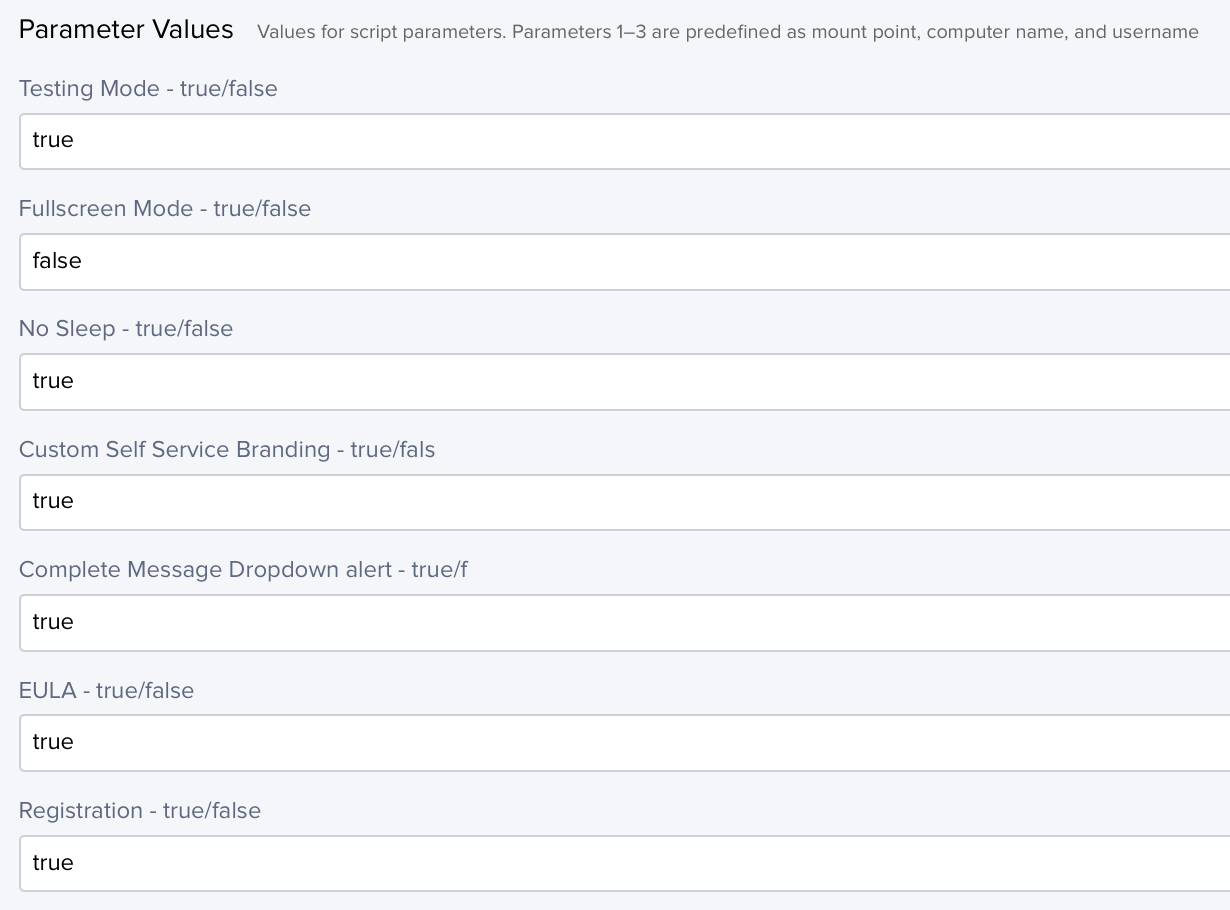 Parameter Values Values for script parameters. Parameters 1–3 are predefined as mount point, computer name, and username
Testing Mode - true/false
true
Fullscreen Mode - true/false
false
No Sleep - true/false
true
Custom Self Service Branding - true/fals
true
Complete Message Dropdown alert - true/f
true
EULA - true/false
true
Registration - true/false
true